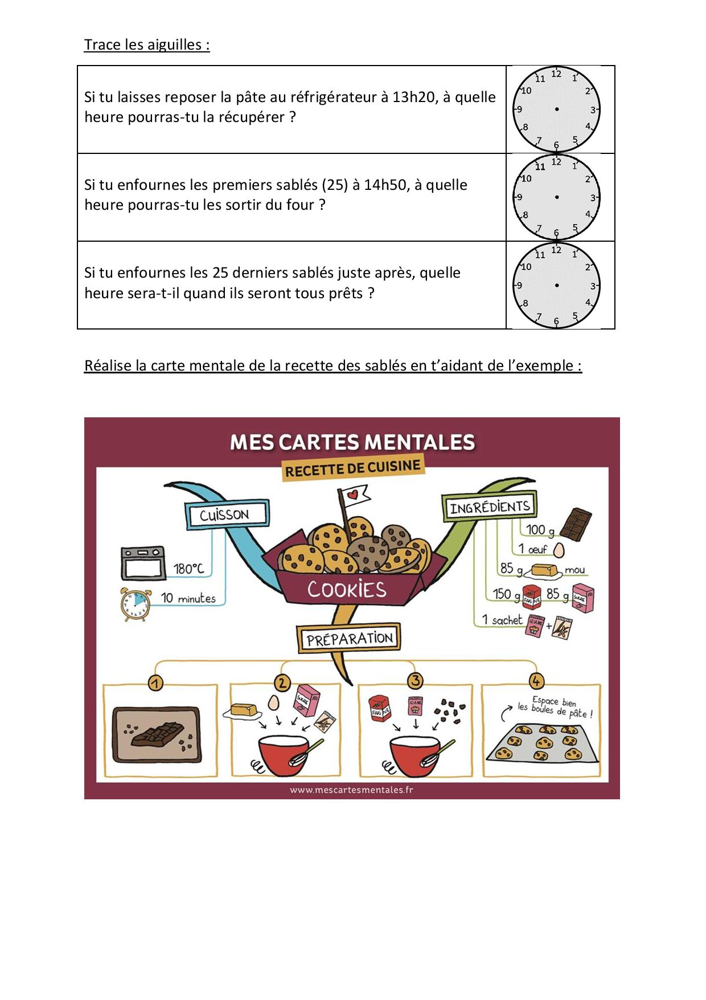 Trace les aiguilles :
Si tu laisses reposer la pâte au réfrigérateur à 13h20, à quelle
heure pourras-tu la récupérer ?
12
11 1
10 2
9 3
8 4
7 5
6
Si tu enfournes les premiers sablés (25) à 14h50, à quelle
heure pourras-tu les sortir du four ?
12
11 1
10 2
9 3
8 4
7 5
6
Si tu enfournes les 25 derniers sablés juste après, quelle
heure sera-t-il quand ils seront tous prêts ?
12
11 1
10 2
9 3
8 4
7 5
6
Réalise la carte mentale de la recette des sablés en t’aidant de l’exemple :
MES CARTES MENTALES
RECETTE DE CUISINE
CUISSON
180°C
10 minutes
COOKIES
INGRÉDIENTS
100 g
1 œuf
85 g mou
150 g FARINE 85 g SUCRE
1 sachet LEVURE +
PRÉPARATION
1
2
SUCRE
3
FARINE LEVURE
4
Espace bien
les boules de pâte !
www.mescartesmentales.fr